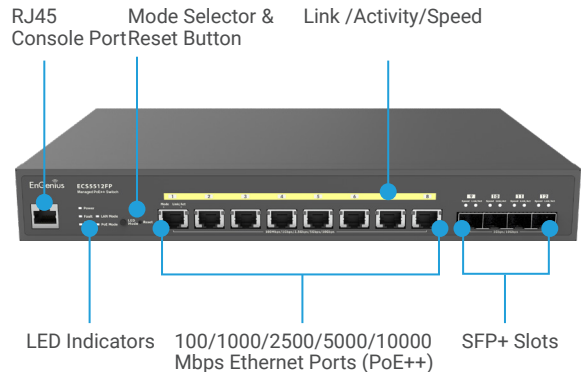 RJ45
Console Port
Mode Selector &
Reset Button
Link /Activity/Speed
EnGenius
ECS5512FP
Managed PoE++ Switch
Power
Fault
LAN Mode
PoE Mode
LED
Mode
Reset
1
2
3
4
5
6
8
LED Indicators
100/1000/2500/5000/10000
Mbps Ethernet Ports (PoE++)
SFP+ Slots